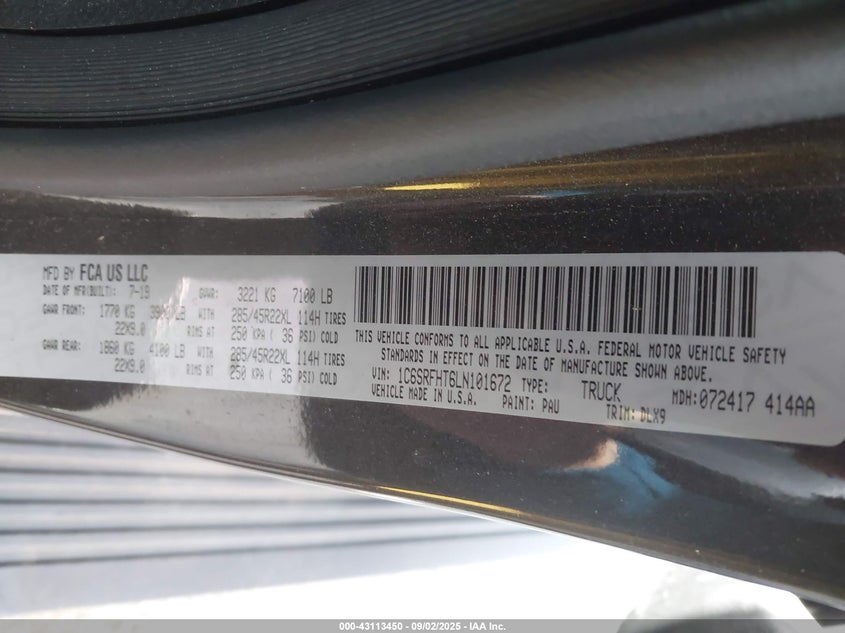 MFD BY FCA US LLC
DATE OF MFR(BUILT): 7-19 GVWR: 3221 KG 7100 LB
GAWR FRONT: 1770 KG 3900 LB WITH 285/45R22XL 114H TIRES
22X9.0 RIMS AT 250 KPA ( 36 PSI) COLD
GAWR REAR: 1860 KG 4100 LB WITH 285/45R22XL 114H TIRES
22X9.0 RIMS AT 250 KPA ( 36 PSI) COLD
THIS VEHICLE CONFORMS TO ALL APPLICABLE U.S.A. FEDERAL MOTOR VEHICLE SAFETY
STANDARDS IN EFFECT ON THE DATE OF MANUFACTURE SHOWN ABOVE.
VIN: 1C6SRFHT6LN101672 TYPE: TRUCK MDH:072417 414AA
VEHICLE MADE IN U.S.A. PAINT: PAU TRIM: DLX9
000-43113450 - 09/02/2025 - IAA Inc.